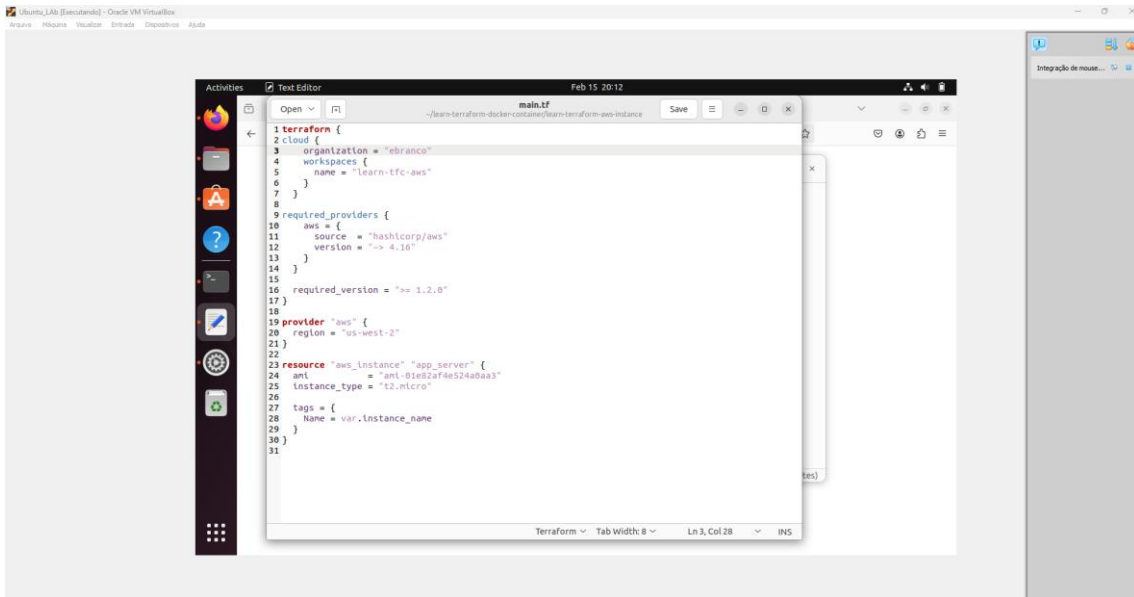 Ubuntu_LAb [Executando] - Oracle VM VirtualBox
Arquivo Máquina Visualizar Entrada Dispositivos Ajuda
Integração de mouse...
Activities Text Editor Feb 15 20:12
Open main.tf Save
~/learn-terraform-docker-container/learn-terraform-aws-instance
1 terraform {
2 cloud {
3 organization = "ebranco"
4 workspaces {
5 name = "learn-tfc-aws"
6 }
7 }
8
9 required_providers {
10 aws = {
11 source = "hashicorp/aws"
12 version = "~> 4.16"
13 }
14 }
15
16 required_version = ">= 1.2.0"
17 }
18
19 provider "aws" {
20 region = "us-west-2"
21 }
22
23 resource "aws_instance" "app_server" {
24 ami = "ami-01e82af4e524a0aa3"
25 instance_type = "t2.micro"
26
27 tags = {
28 Name = var.instance_name
29 }
30 }
31
tes)
Terraform Tab Width: 8 Ln 3, Col 28 INS